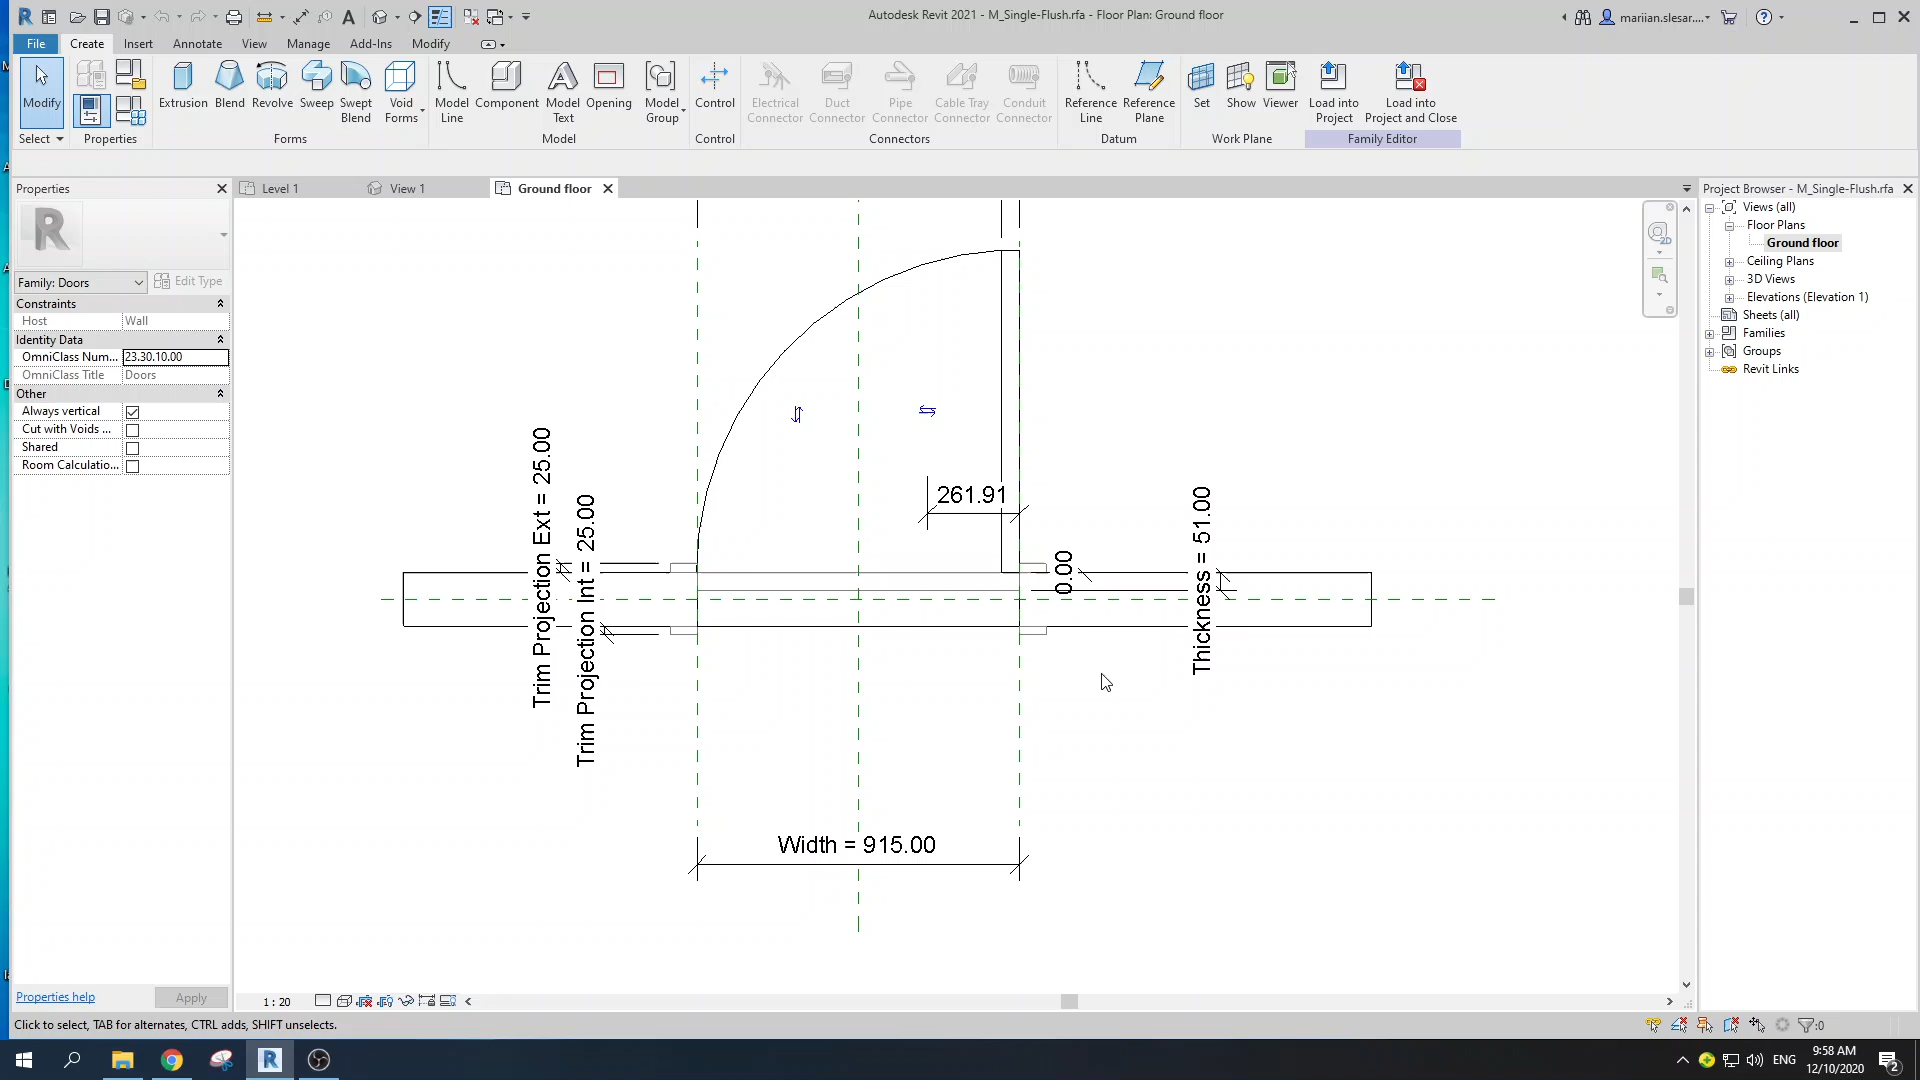 Autodesk Revit 2021 - M_Single-Flush.rfa - Floor Plan: Ground floor
mariian.slesar....
File Create Insert Annotate View Manage Add-Ins Modify
Modify
Extrusion Blend Revolve Sweep Swept Blend Void Forms
Model Line Component Model Text Opening Model Group
Control
Electrical Connector Duct Connector Pipe Connector Cable Tray Connector Conduit Connector
Reference Line Reference Plane
Set Show Viewer
Load into Project Load into Project and Close
Select Properties Forms Model Control Connectors Datum Work Plane Family Editor
Properties
Family: Doors
Edit Type
Constraints
Host Wall
Identity Data
OmniClass Num... 23.30.10.00
OmniClass Title Doors
Other
Always vertical
Cut with Voids ...
Shared
Room Calculatio...
Properties help
Apply
Level 1
View 1
Ground floor
Trim Projection Ext = 25.00
Trim Projection Int = 25.00
261.91
0.00
Thickness = 51.00
Width = 915.00
2D
Project Browser - M_Single-Flush.rfa
Views (all)
Floor Plans
Ground floor
Ceiling Plans
3D Views
Elevations (Elevation 1)
Sheets (all)
Families
Groups
Revit Links
1 : 20
Click to select, TAB for alternates, CTRL adds, SHIFT unselects.
:0
ENG
9:58 AM
12/10/2020
2